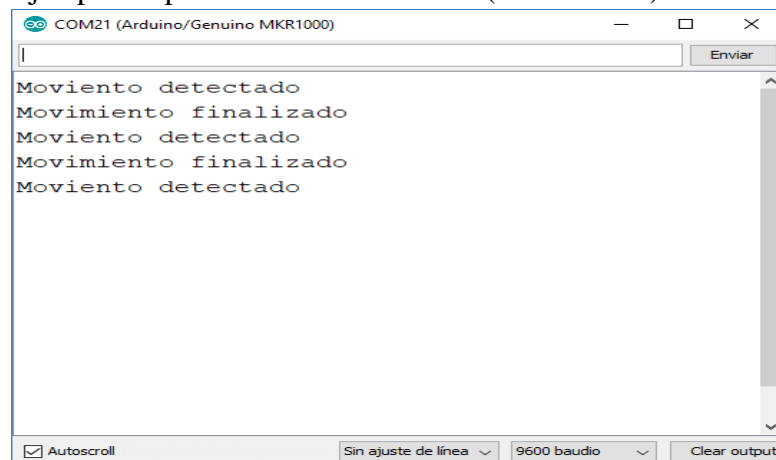 COM21 (Arduino/Genuino MKR1000)
Enviar
Moviento detectado
Movimiento finalizado
Moviento detectado
Movimiento finalizado
Moviento detectado
Autoscroll
Sin ajuste de línea
9600 baudio
Clear output